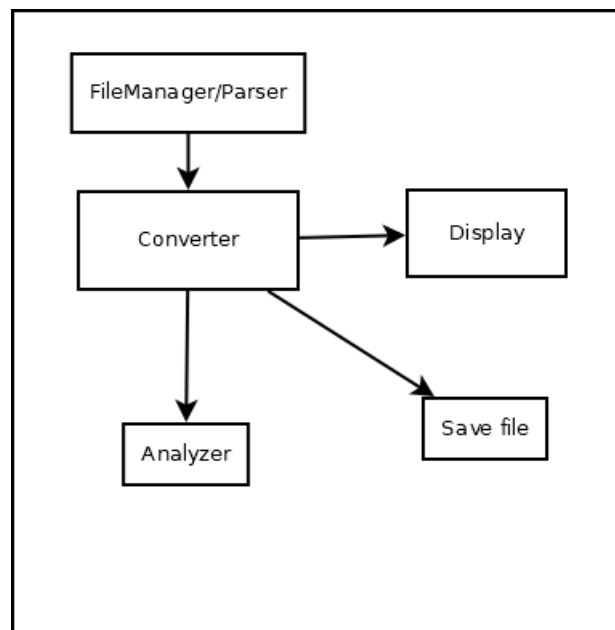 FileManager/Parser
Converter
Display
Save file
Analyzer